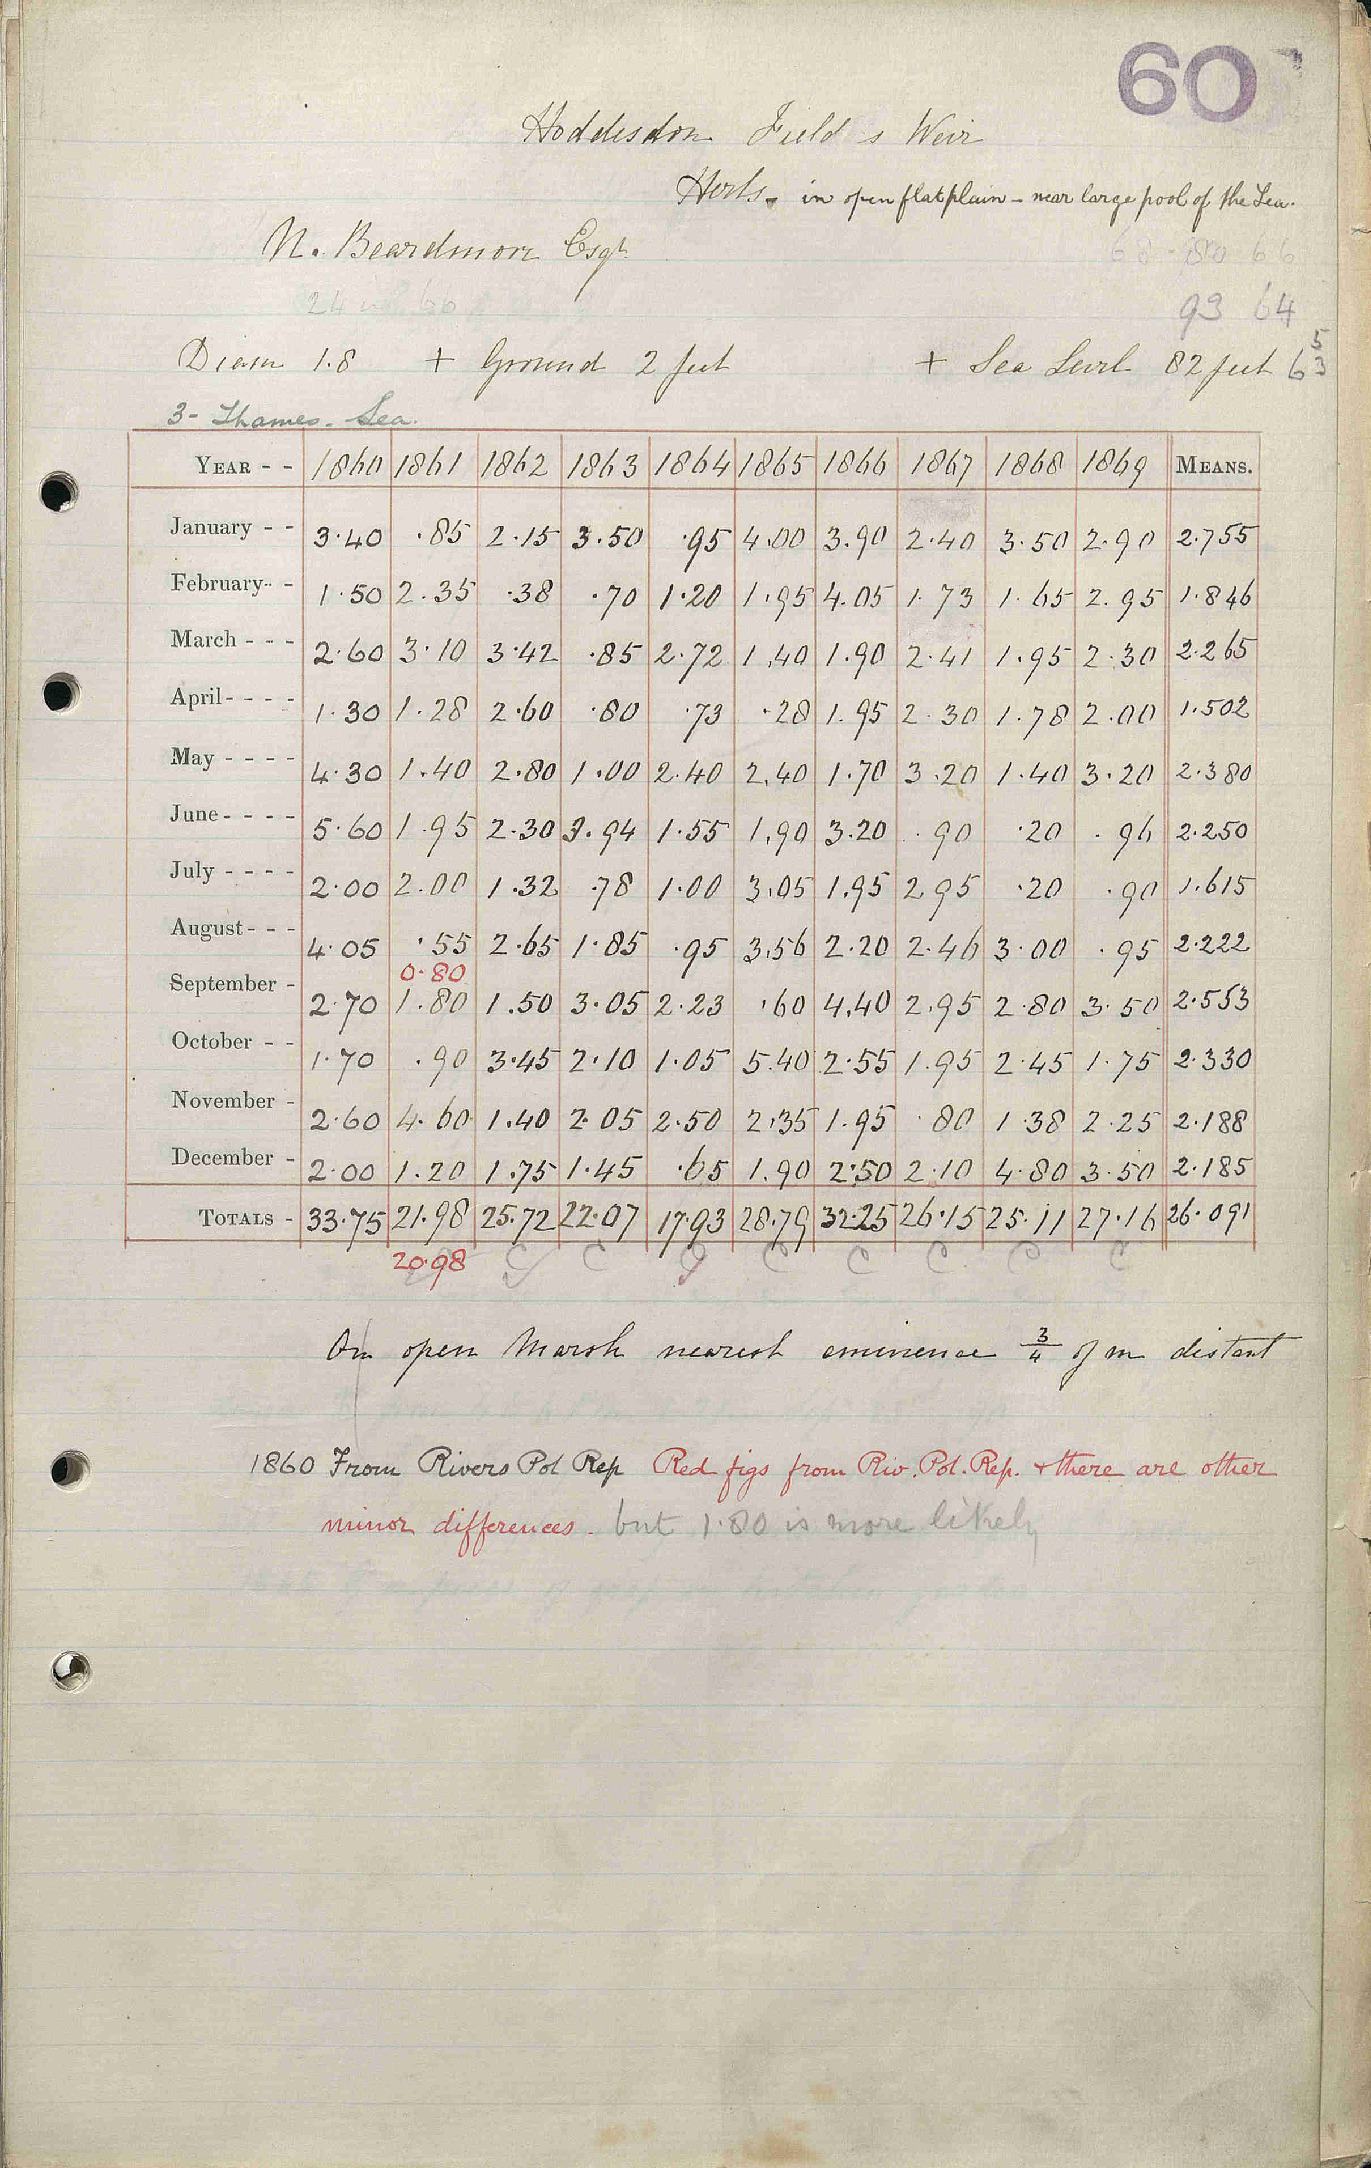 60
Hoddesdon Field's Weir
Herts. in open flat plain - near large pool of the Lea.
N. Beardmore Esqr
93 64
5
Diam 1.8 + Ground 2 feet + Sea Level 82 feet 63
3- Thames. Lea.
YEAR - - 1860 1861 1862 1863 1864 1865 1866 1867 1868 1869 MEANS.
January - - 3.40 .85 2.15 3.50 .95 4.00 3.90 2.40 3.50 2.90 2.755
February - - 1.50 2.35 .38 .70 1.20 1.95 4.05 1.73 1.65 2.95 1.846
March - - - 2.60 3.10 3.42 .85 2.72 1.40 1.90 2.41 1.95 2.30 2.265
April - - - - 1.30 1.28 2.60 .80 .73 .28 1.95 2.30 1.78 2.00 1.502
May - - - - 4.30 1.40 2.80 1.00 2.40 2.40 1.70 3.20 1.40 3.20 2.380
June - - - - 5.60 1.95 2.30 3.94 1.55 1.90 3.20 .90 .20 .96 2.250
July - - - - 2.00 2.00 1.32 .78 1.00 3.05 1.95 2.95 .20 .90 1.615
August - - - 4.05 .55 2.65 1.85 .95 3.56 2.20 2.46 3.00 .95 2.222
0.80
September - 2.70 1.80 1.50 3.05 2.23 .60 4.40 2.95 2.80 3.50 2.553
October - - 1.70 .90 3.45 2.10 1.05 5.40 2.55 1.95 2.45 1.75 2.330
November - 2.60 4.60 1.40 2.05 2.50 2.35 1.95 .80 1.38 2.25 2.188
December - 2.00 1.20 1.75 1.45 .65 1.90 2.50 2.10 4.80 3.50 2.185
TOTALS - 33.75 21.98 25.72 22.07 17.93 28.79 32.25 26.15 25.11 27.16 26.091
20.98 C C C C C C C
On open Marsh nearest eminence 3/4 of m distant
1860 From Rivers Pol Rep Red figs from Riv. Pol. Rep. + there are other
minor differences. but 1.80 is more likely